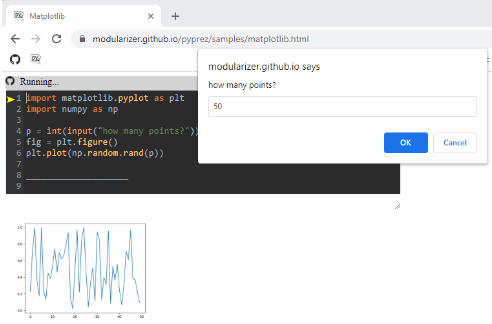 Matplotlib
modularizer.github.io/pyprez/samples/matplotlib.html
modularizer.github.io says
how many points?
50
OK Cancel
Running...
1 import matplotlib.pyplot as plt
2 import numpy as np
3
4 p = int(input("how many points?"))
5 fig = plt.figure()
6 plt.plot(np.random.rand(p))
7
8 ____________________
9
1.0
0.8
0.6
0.4
0.2
0.0
0 10 20 30 40 50